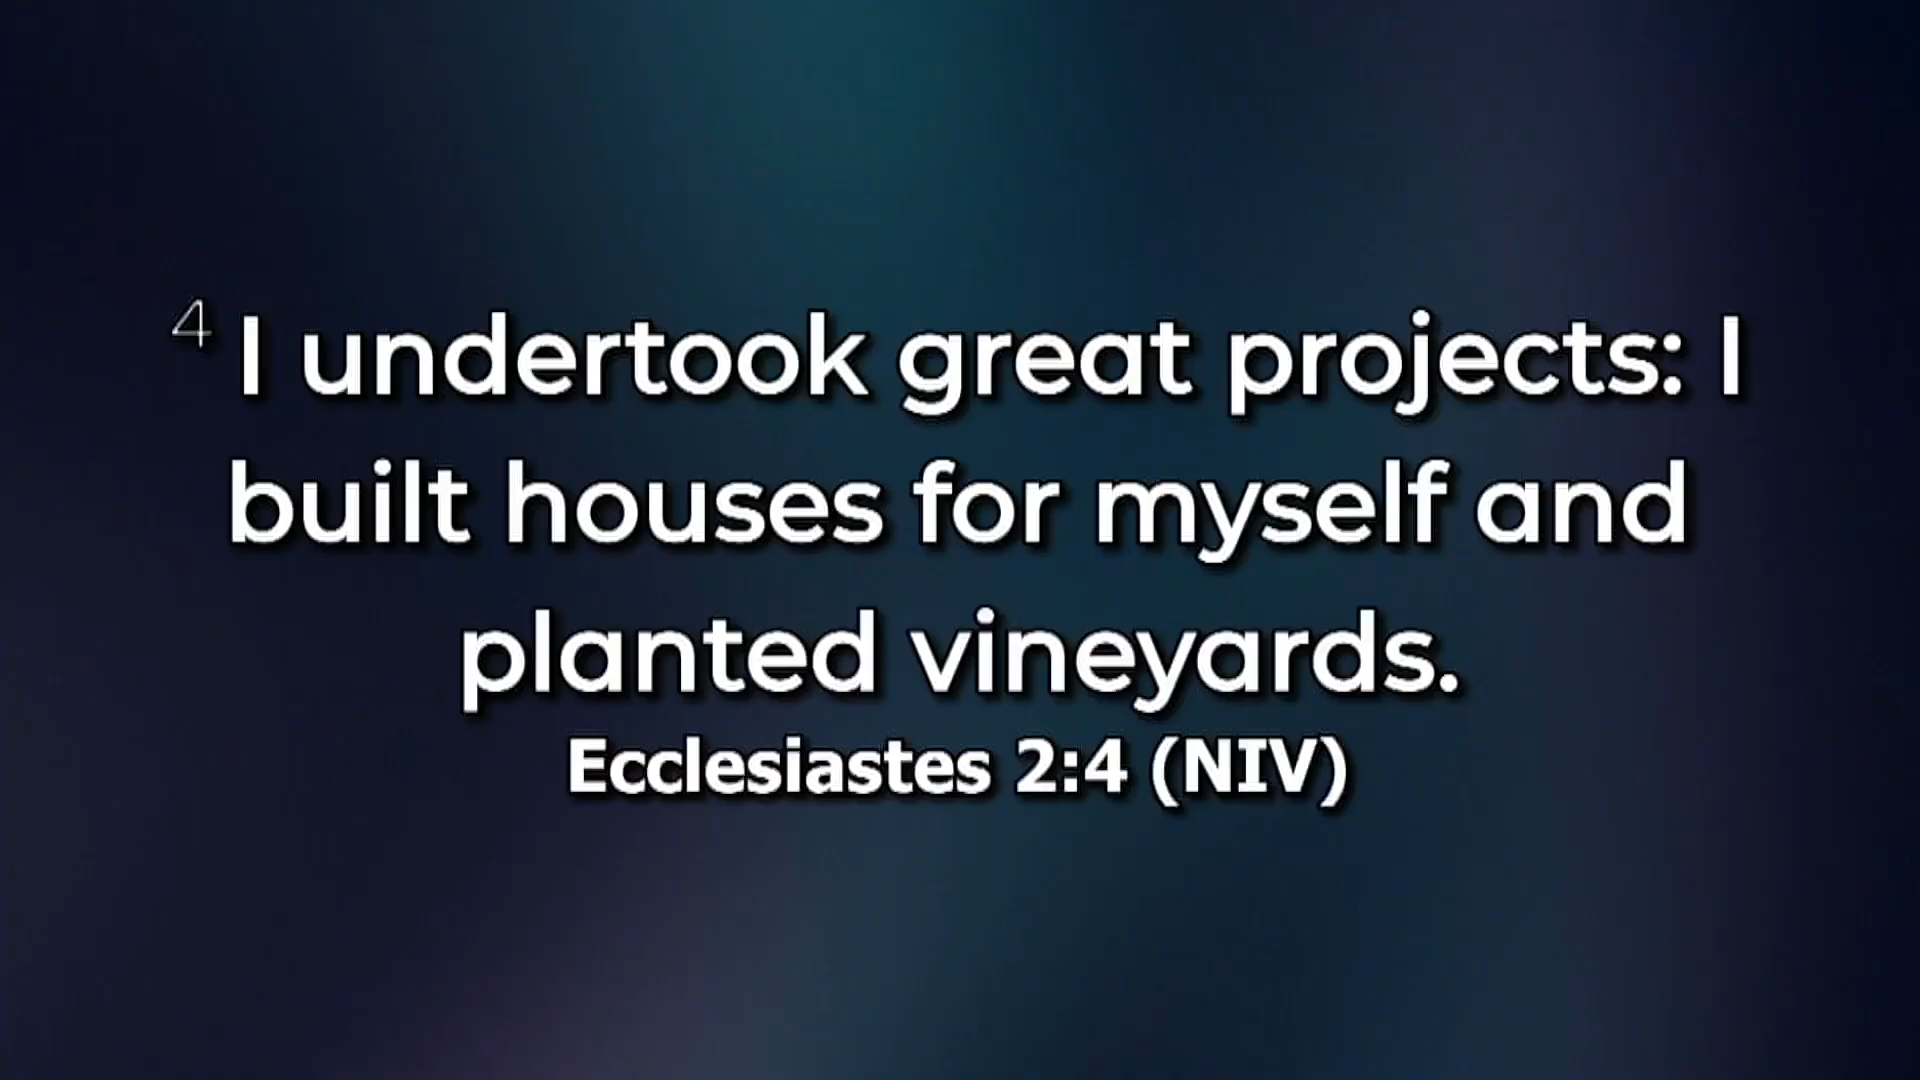 4 I undertook great projects: I
built houses for myself and
planted vineyards.
Ecclesiastes 2:4 (NIV)